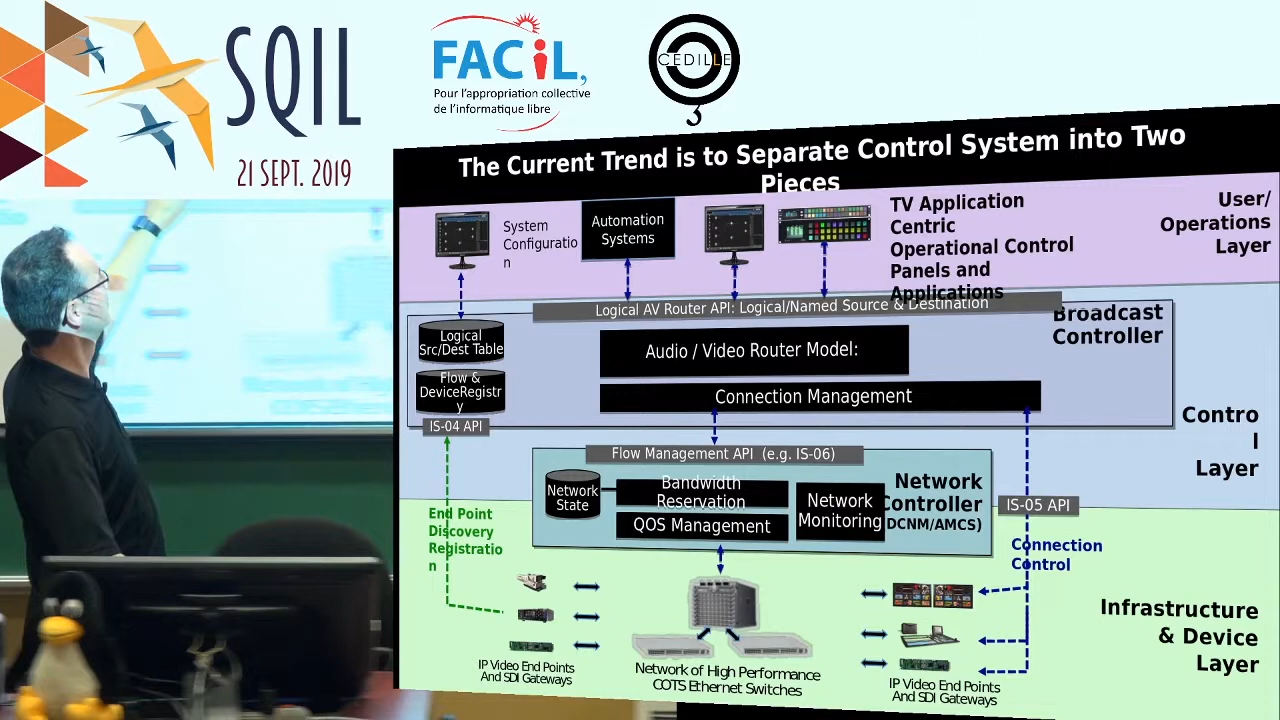 SQIL
21 SEPT. 2019
FACiL,
Pour l'appropriation collective
de l'informatique libre
CEDILLE
3
The Current Trend is to Separate Control System into Two
Pieces
System
Configuratio
n
Automation
Systems
TV Application
Centric
Operational Control
Panels and
Applications
User/
Operations
Layer
Logical AV Router API: Logical/Named Source & Destination
Broadcast
Controller
Logical
Src/Dest Table
Audio / Video Router Model:
Flow &
DeviceRegistr
y
Connection Management
IS-04 API
Contro
l
Layer
Flow Management API (e.g. IS-06)
Network
State
Bandwidth
Reservation
QOS Management
Network
Monitoring
Network
Controller
DCNM/AMCS)
IS-05 API
End Point
Discovery
Registratio
n
Connection
Control
Infrastructure
& Device
Layer
IP Video End Points
And SDI Gateways
Network of High Performance
COTS Ethernet Switches
IP Video End Points
And SDI Gateways